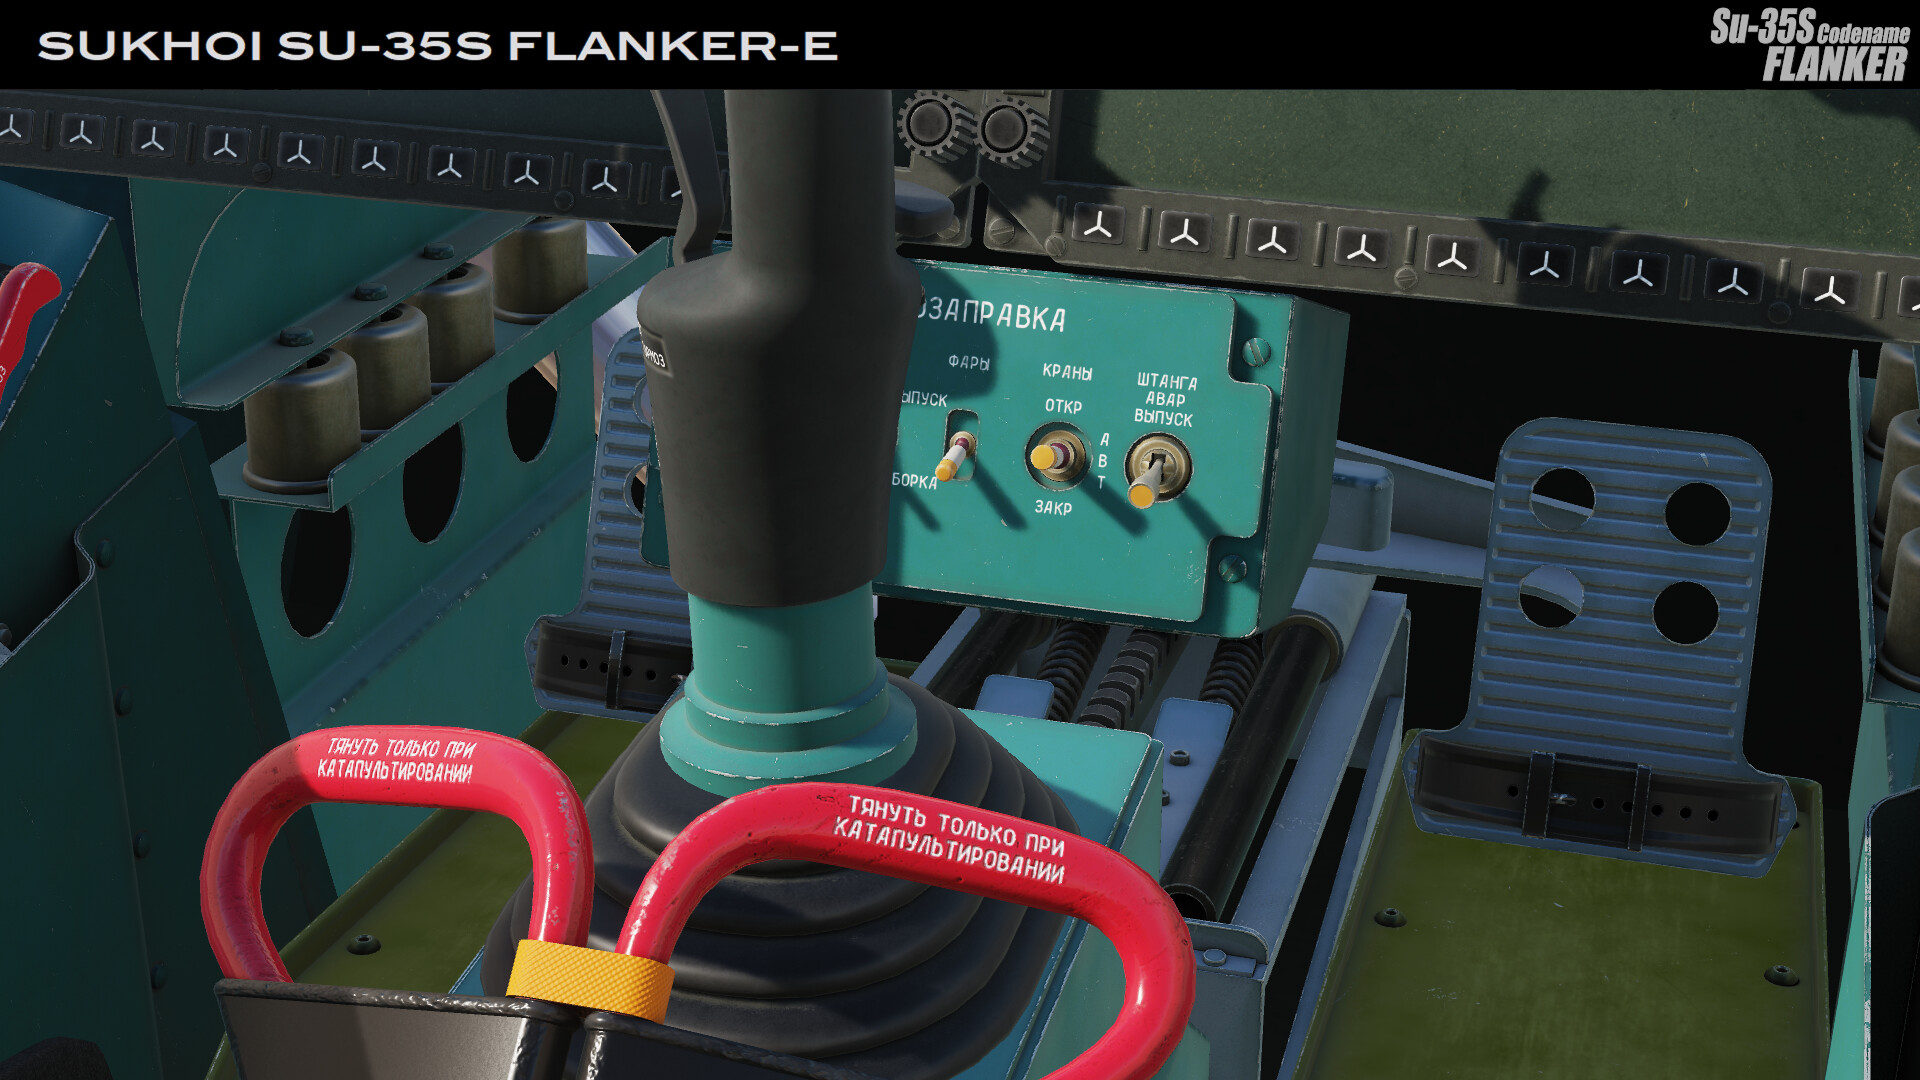 SUKHOI SU-35S FLANKER-E
Su-35S Codename
FLANKER
ЗАПРАВКА
ФАРЫ
КРАНЫ
ШТАНГА
АВАР
ВЫПУСК
ЫПУСК
ОТКР
А
В
Т
БОРКА
ЗАКР
ТЯНУТЬ ТОЛЬКО ПРИ
КАТАПУЛЬТИРОВАНИИ
ТЯНУТЬ ТОЛЬКО ПРИ
КАТАПУЛЬТИРОВАНИИ